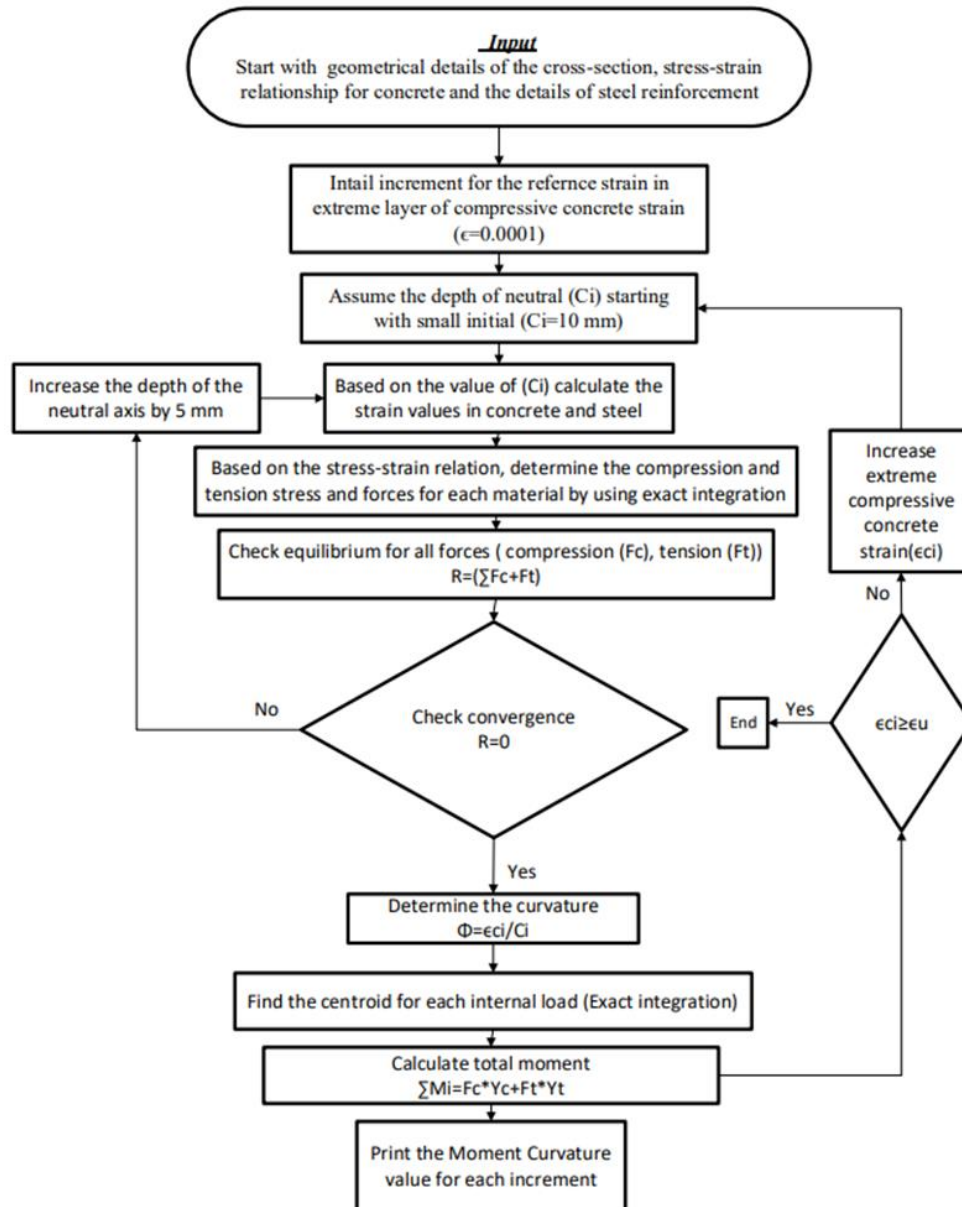 Input
Start with geometrical details of the cross-section, stress-strain
relationship for concrete and the details of steel reinforcement
Intail increment for the refernce strain in
extreme layer of compressive concrete strain
(ϵ=0.0001)
Assume the depth of neutral (Ci) starting
with small initial (Ci=10 mm)
Increase the depth of the
neutral axis by 5 mm
Based on the value of (Ci) calculate the
strain values in concrete and steel
Based on the stress-strain relation, determine the compression and
tension stress and forces for each material by using exact integration
Check equilibrium for all forces ( compression (Fc), tension (Ft))
R=(∑Fc+Ft)
Increase
extreme
compressive
concrete
strain(ϵci)
No
No
Check convergence
R=0
End
Yes
ϵci≥ϵu
Yes
Determine the curvature
Φ=ϵci/Ci
Find the centroid for each internal load (Exact integration)
Calculate total moment
∑Mi=Fc*Yc+Ft*Yt
Print the Moment Curvature
value for each increment